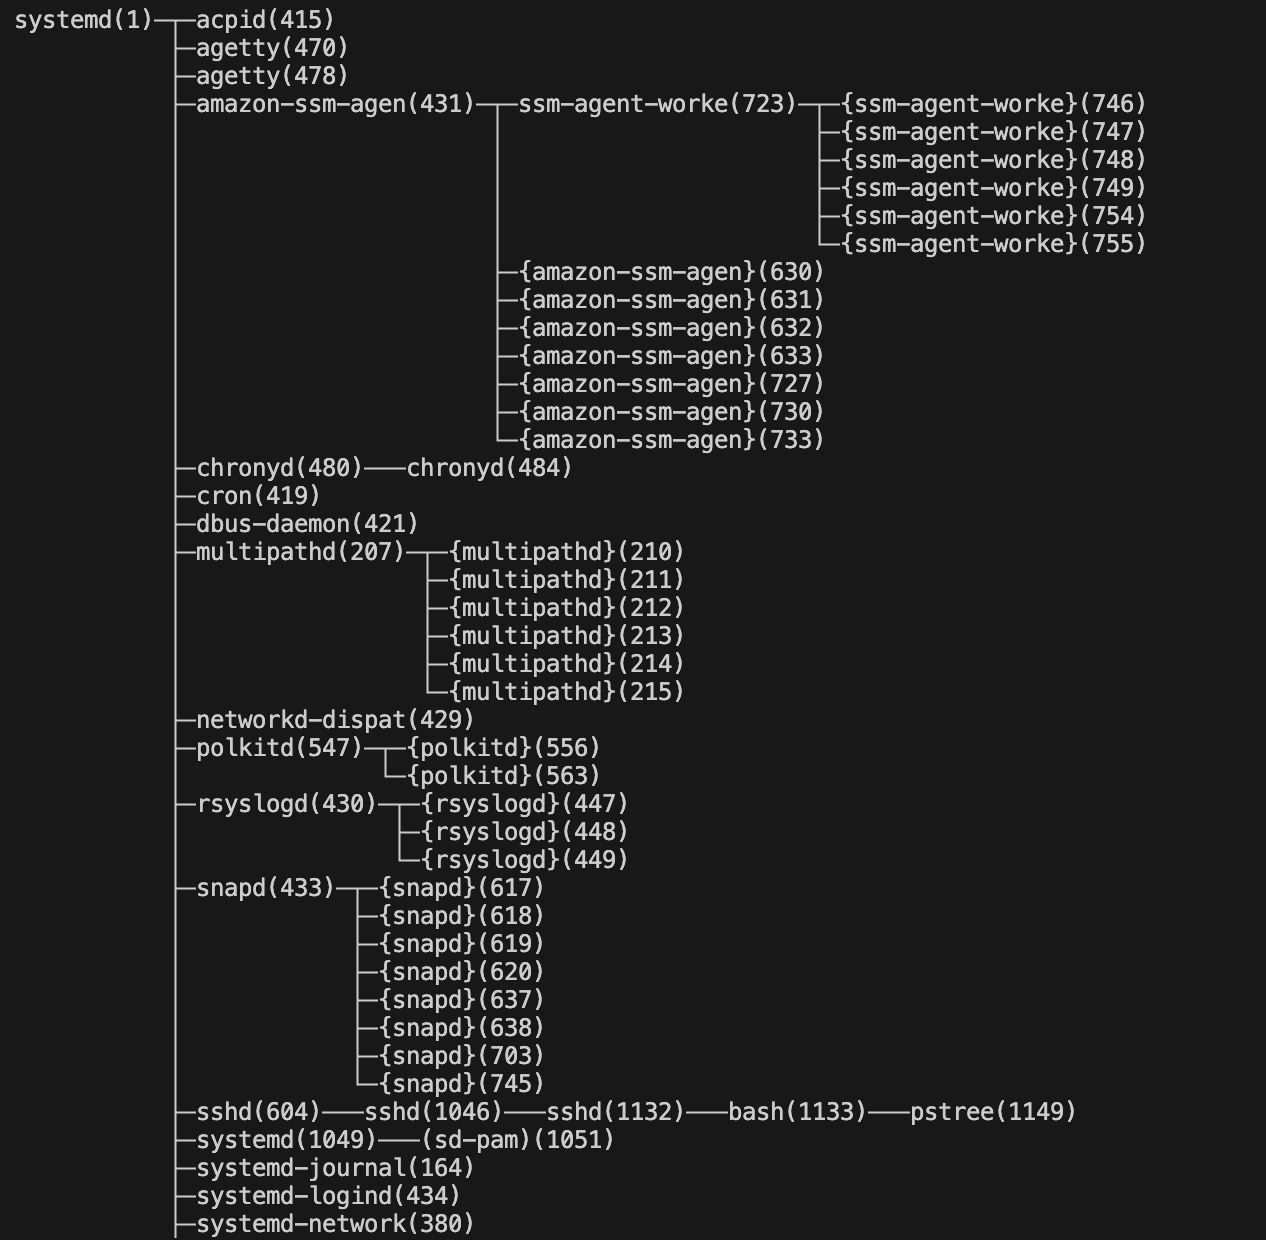 systemd(1)─┬─acpid(415)
           ├─agetty(470)
           ├─agetty(478)
           ├─amazon-ssm-agen(431)─┬─ssm-agent-worke(723)─┬─{ssm-agent-worke}(746)
           │                      │                      ├─{ssm-agent-worke}(747)
           │                      │                      ├─{ssm-agent-worke}(748)
           │                      │                      ├─{ssm-agent-worke}(749)
           │                      │                      ├─{ssm-agent-worke}(754)
           │                      │                      └─{ssm-agent-worke}(755)
           │                      ├─{amazon-ssm-agen}(630)
           │                      ├─{amazon-ssm-agen}(631)
           │                      ├─{amazon-ssm-agen}(632)
           │                      ├─{amazon-ssm-agen}(633)
           │                      ├─{amazon-ssm-agen}(727)
           │                      ├─{amazon-ssm-agen}(730)
           │                      └─{amazon-ssm-agen}(733)
           ├─chronyd(480)───chronyd(484)
           ├─cron(419)
           ├─dbus-daemon(421)
           ├─multipathd(207)─┬─{multipathd}(210)
           │                 ├─{multipathd}(211)
           │                 ├─{multipathd}(212)
           │                 ├─{multipathd}(213)
           │                 ├─{multipathd}(214)
           │                 └─{multipathd}(215)
           ├─networkd-dispat(429)
           ├─polkitd(547)─┬─{polkitd}(556)
           │              └─{polkitd}(563)
           ├─rsyslogd(430)─┬─{rsyslogd}(447)
           │               ├─{rsyslogd}(448)
           │               └─{rsyslogd}(449)
           ├─snapd(433)─┬─{snapd}(617)
           │            ├─{snapd}(618)
           │            ├─{snapd}(619)
           │            ├─{snapd}(620)
           │            ├─{snapd}(637)
           │            ├─{snapd}(638)
           │            ├─{snapd}(703)
           │            └─{snapd}(745)
           ├─sshd(604)───sshd(1046)───sshd(1132)───bash(1133)───pstree(1149)
           ├─systemd(1049)───(sd-pam)(1051)
           ├─systemd-journal(164)
           ├─systemd-logind(434)
           ├─systemd-network(380)